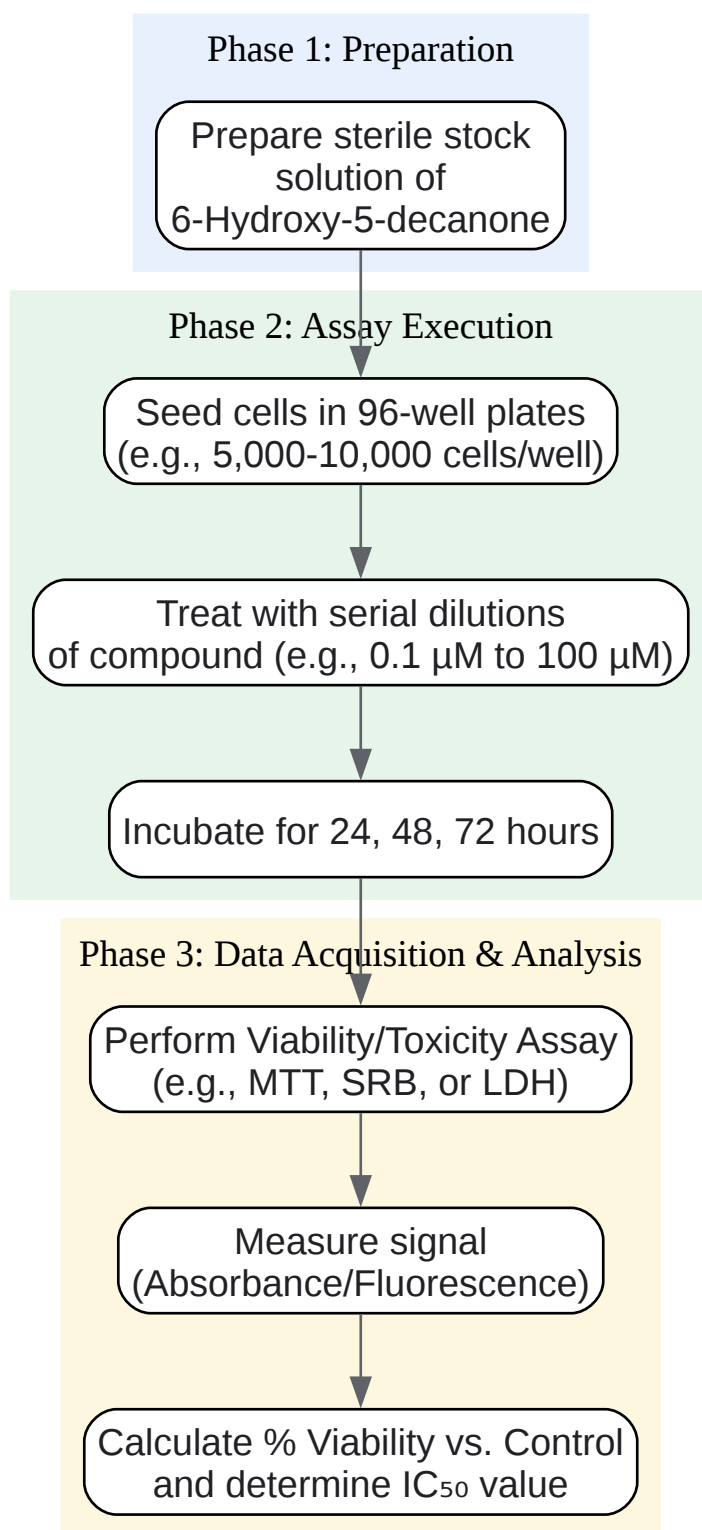 Phase 1: Preparation
Prepare sterile stock
solution of
6-Hydroxy-5-decanone
Phase 2: Assay Execution
Seed cells in 96-well plates
(e.g., 5,000-10,000 cells/well)
Treat with serial dilutions
of compound (e.g., 0.1 µM to 100 µM)
Incubate for 24, 48, 72 hours
Phase 3: Data Acquisition & Analysis
Perform Viability/Toxicity Assay
(e.g., MTT, SRB, or LDH)
Measure signal
(Absorbance/Fluorescence)
Calculate % Viability vs. Control
and determine IC₅₀ value